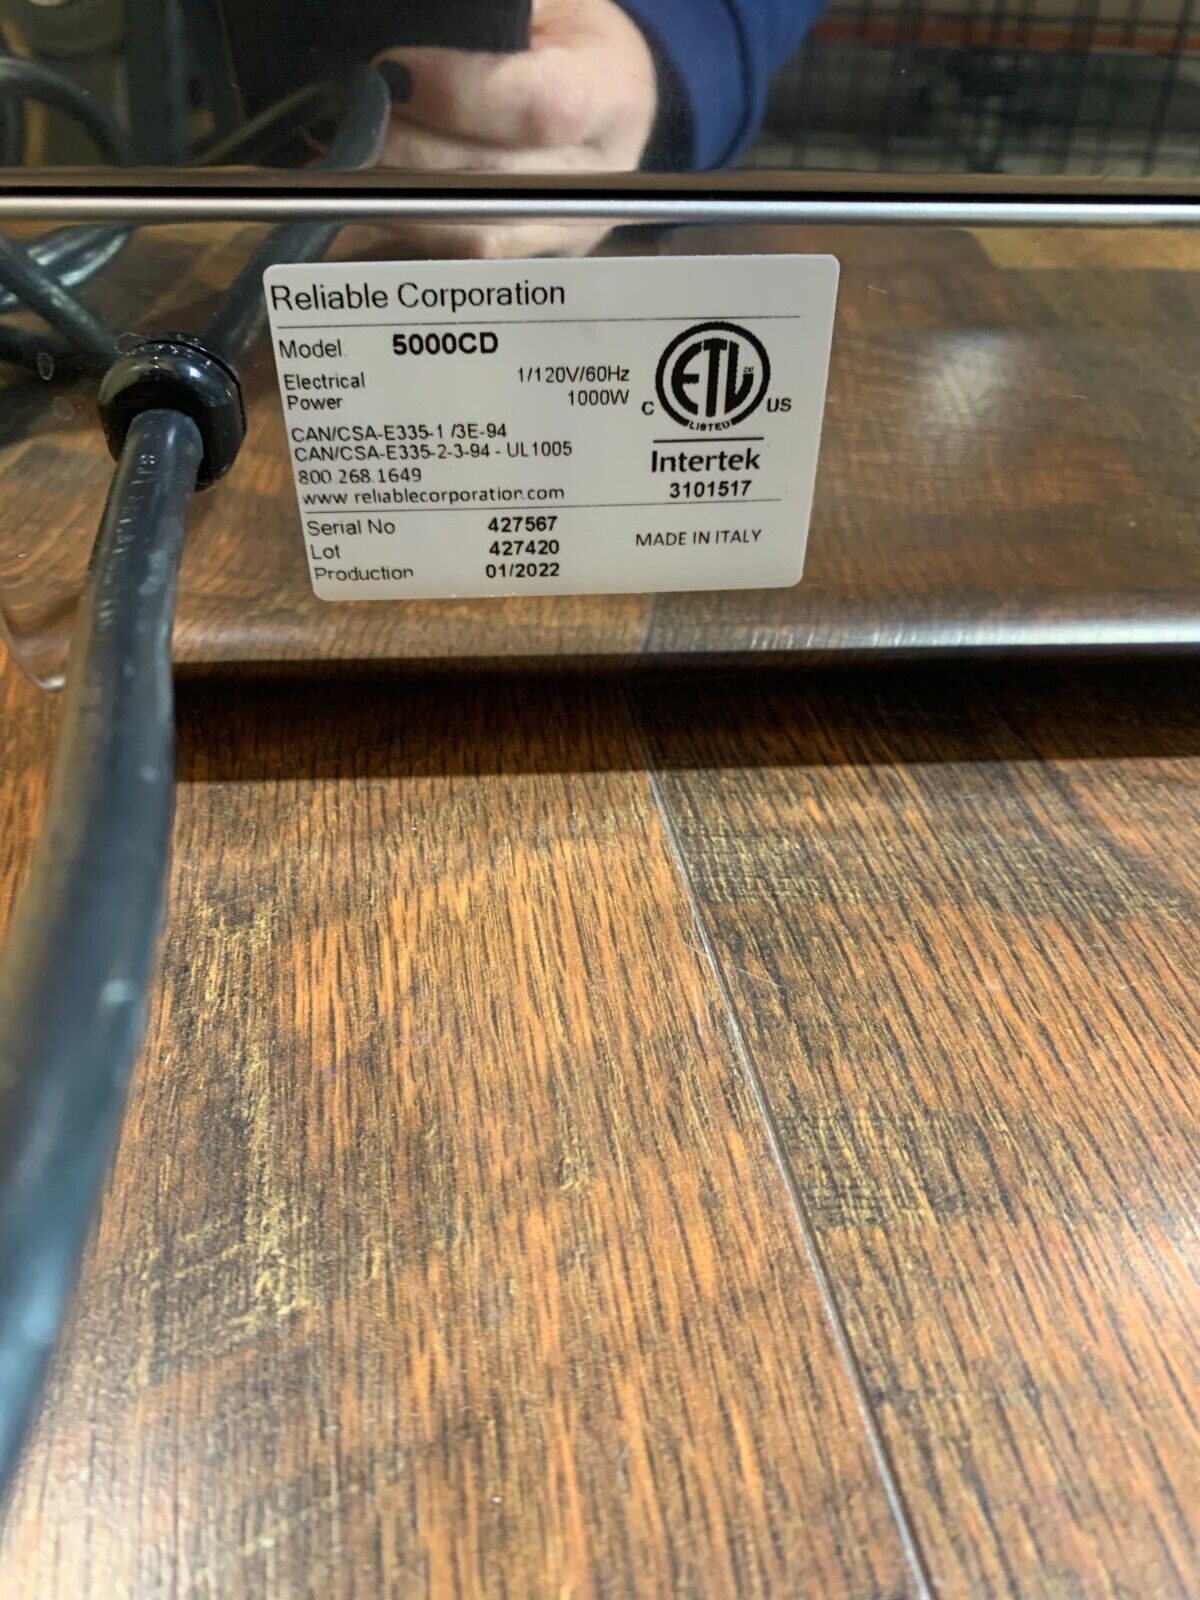 Reliable Corporation
Model. 5000CD
Electrical 1/120V/60Hz
Power 1000W
C ETL US
LISTED
CAN/CSA-E335-1 /3E-94
CAN/CSA-E335-2-3-94 - UL1005
Intertek
800.268.1649
3101517
www.reliablecorporation.com
Serial No 427567
Lot 427420
MADE IN ITALY
Production 01/2022